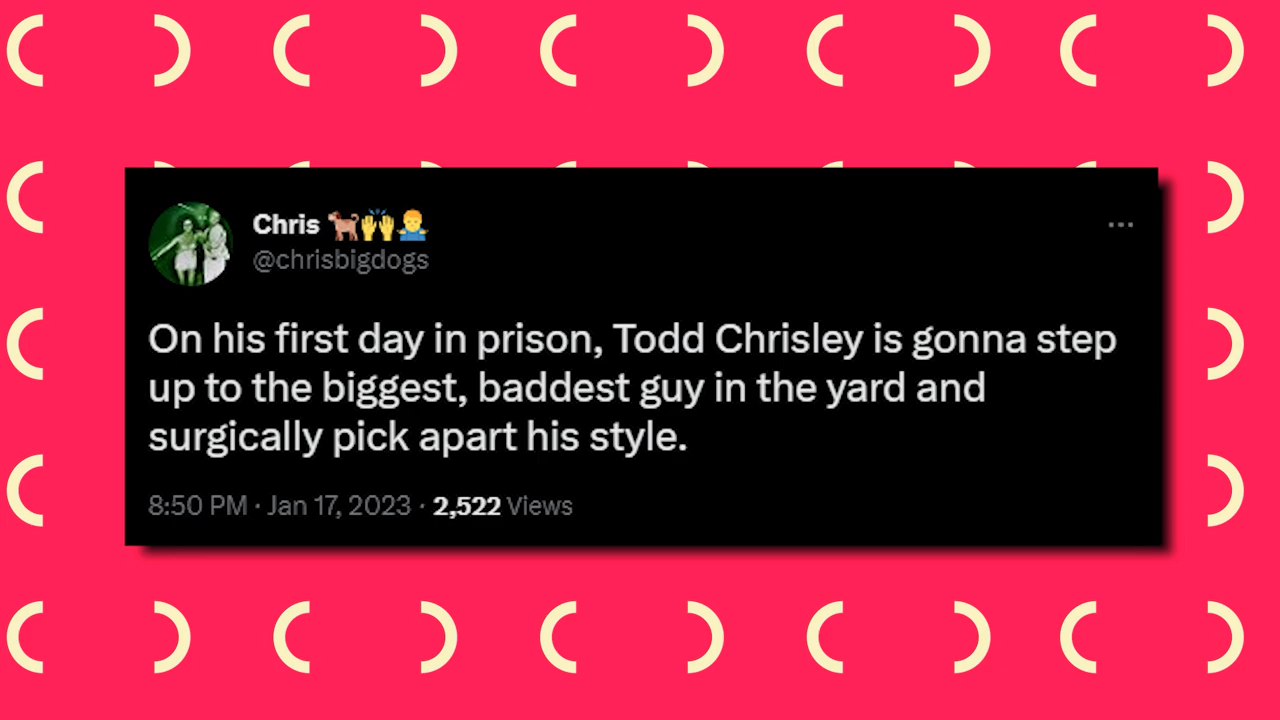 Chris 🐕🙌🤷‍♂️
@chrisbigdogs
On his first day in prison, Todd Chrisley is gonna step
up to the biggest, baddest guy in the yard and
surgically pick apart his style.
8:50 PM · Jan 17, 2023 · 2,522 Views